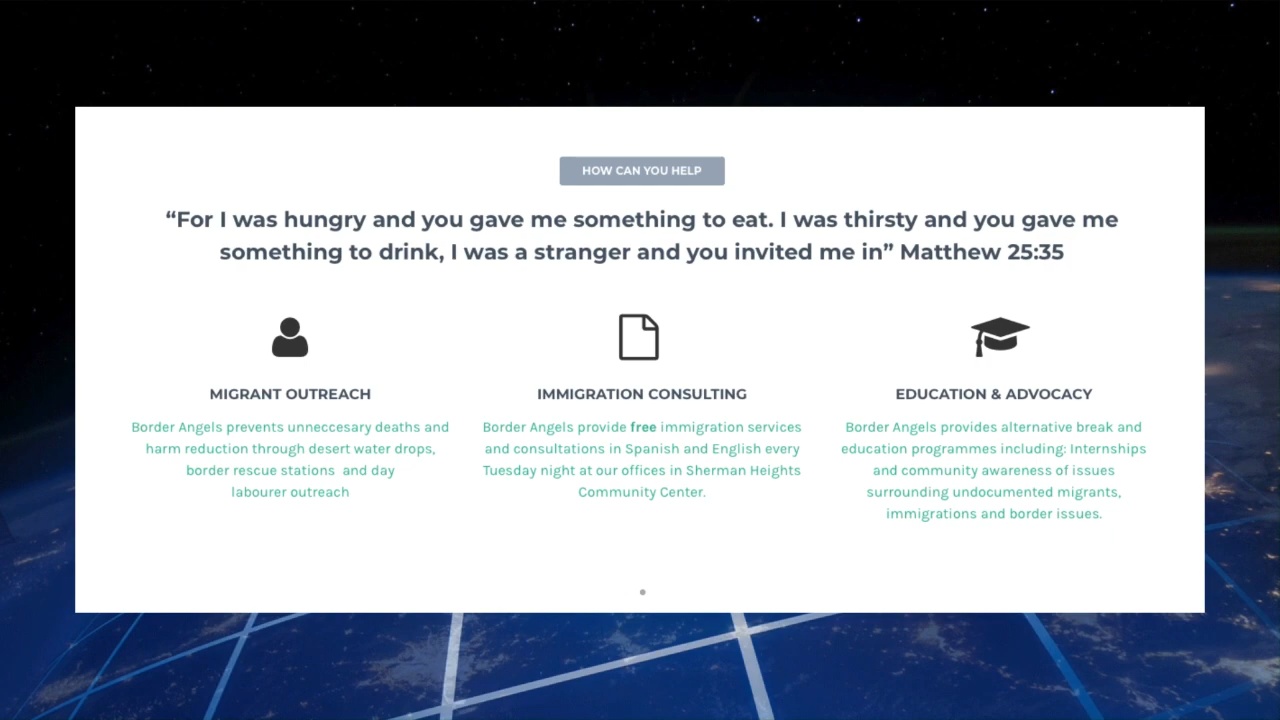 HOW CAN YOU HELP
“For I was hungry and you gave me something to eat. I was thirsty and you gave me
something to drink, I was a stranger and you invited me in” Matthew 25:35
MIGRANT OUTREACH
Border Angels prevents unneccesary deaths and
harm reduction through desert water drops,
border rescue stations and day
labourer outreach
IMMIGRATION CONSULTING
Border Angels provide free immigration services
and consultations in Spanish and English every
Tuesday night at our offices in Sherman Heights
Community Center.
EDUCATION & ADVOCACY
Border Angels provides alternative break and
education programmes including: Internships
and community awareness of issues
surrounding undocumented migrants,
immigrations and border issues.